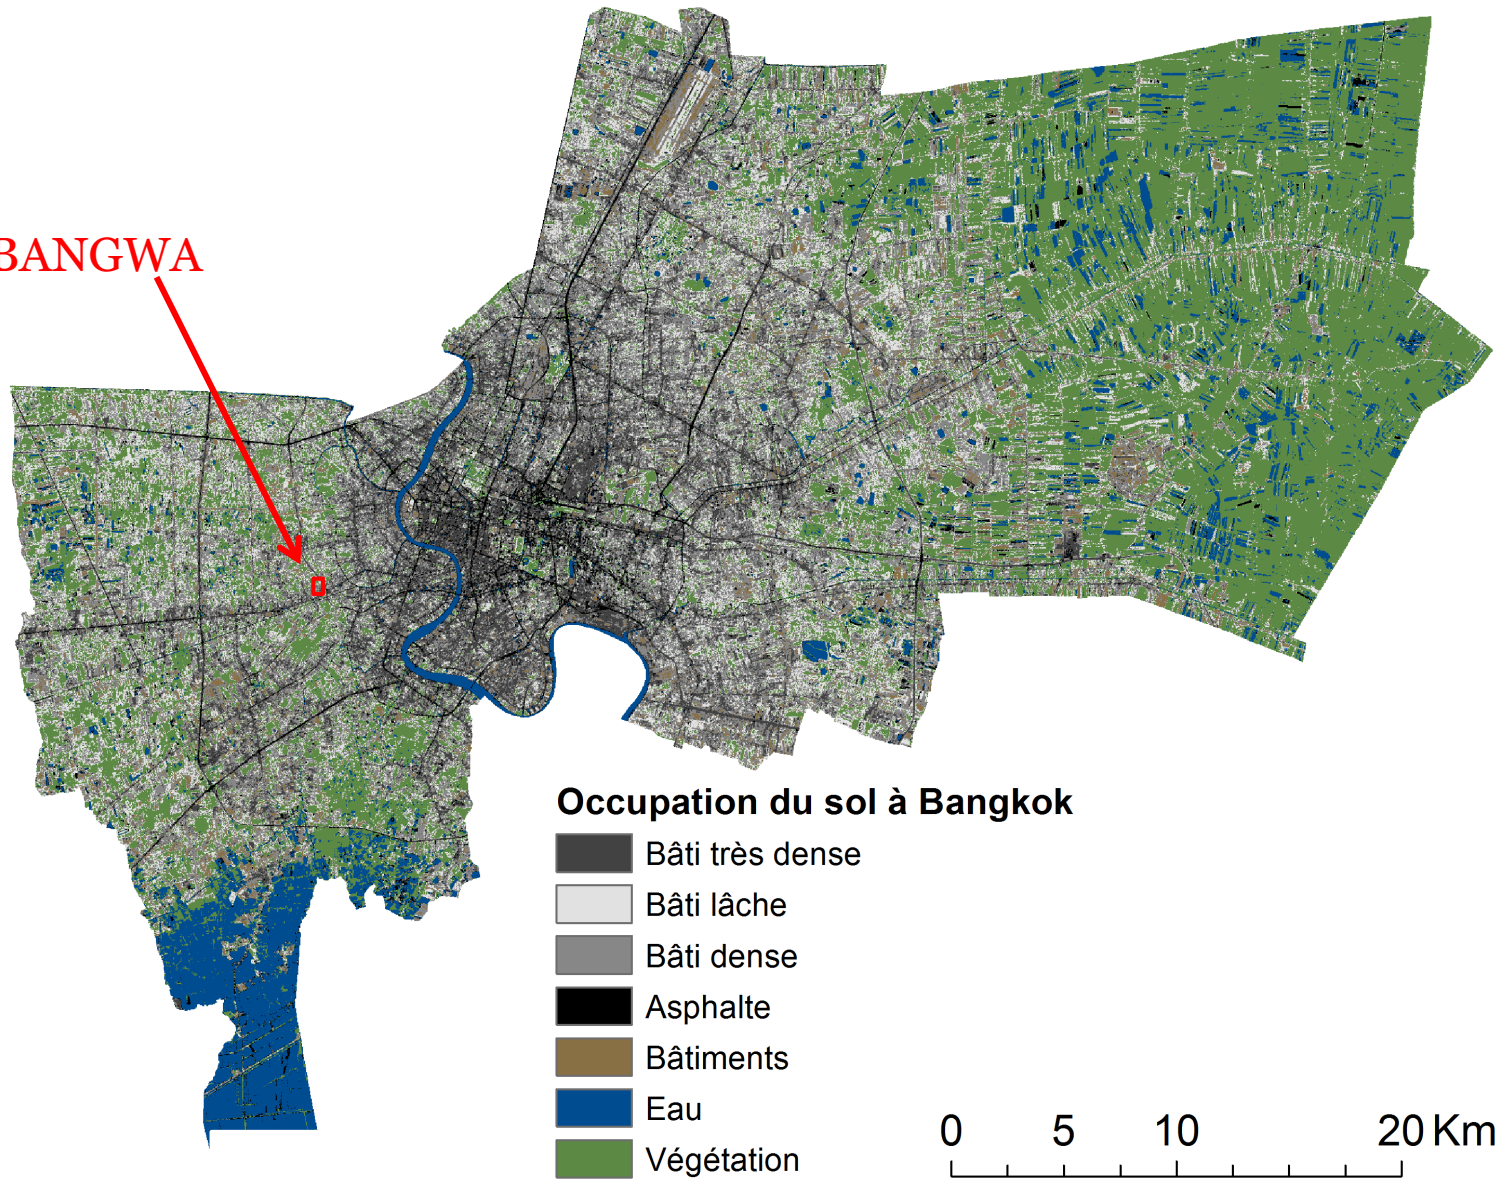 BANGWA
Occupation du sol à Bangkok
Bâti très dense
Bâti lâche
Bâti dense
Asphalte
Bâtiments
Eau
Végétation
0 5 10 20 Km